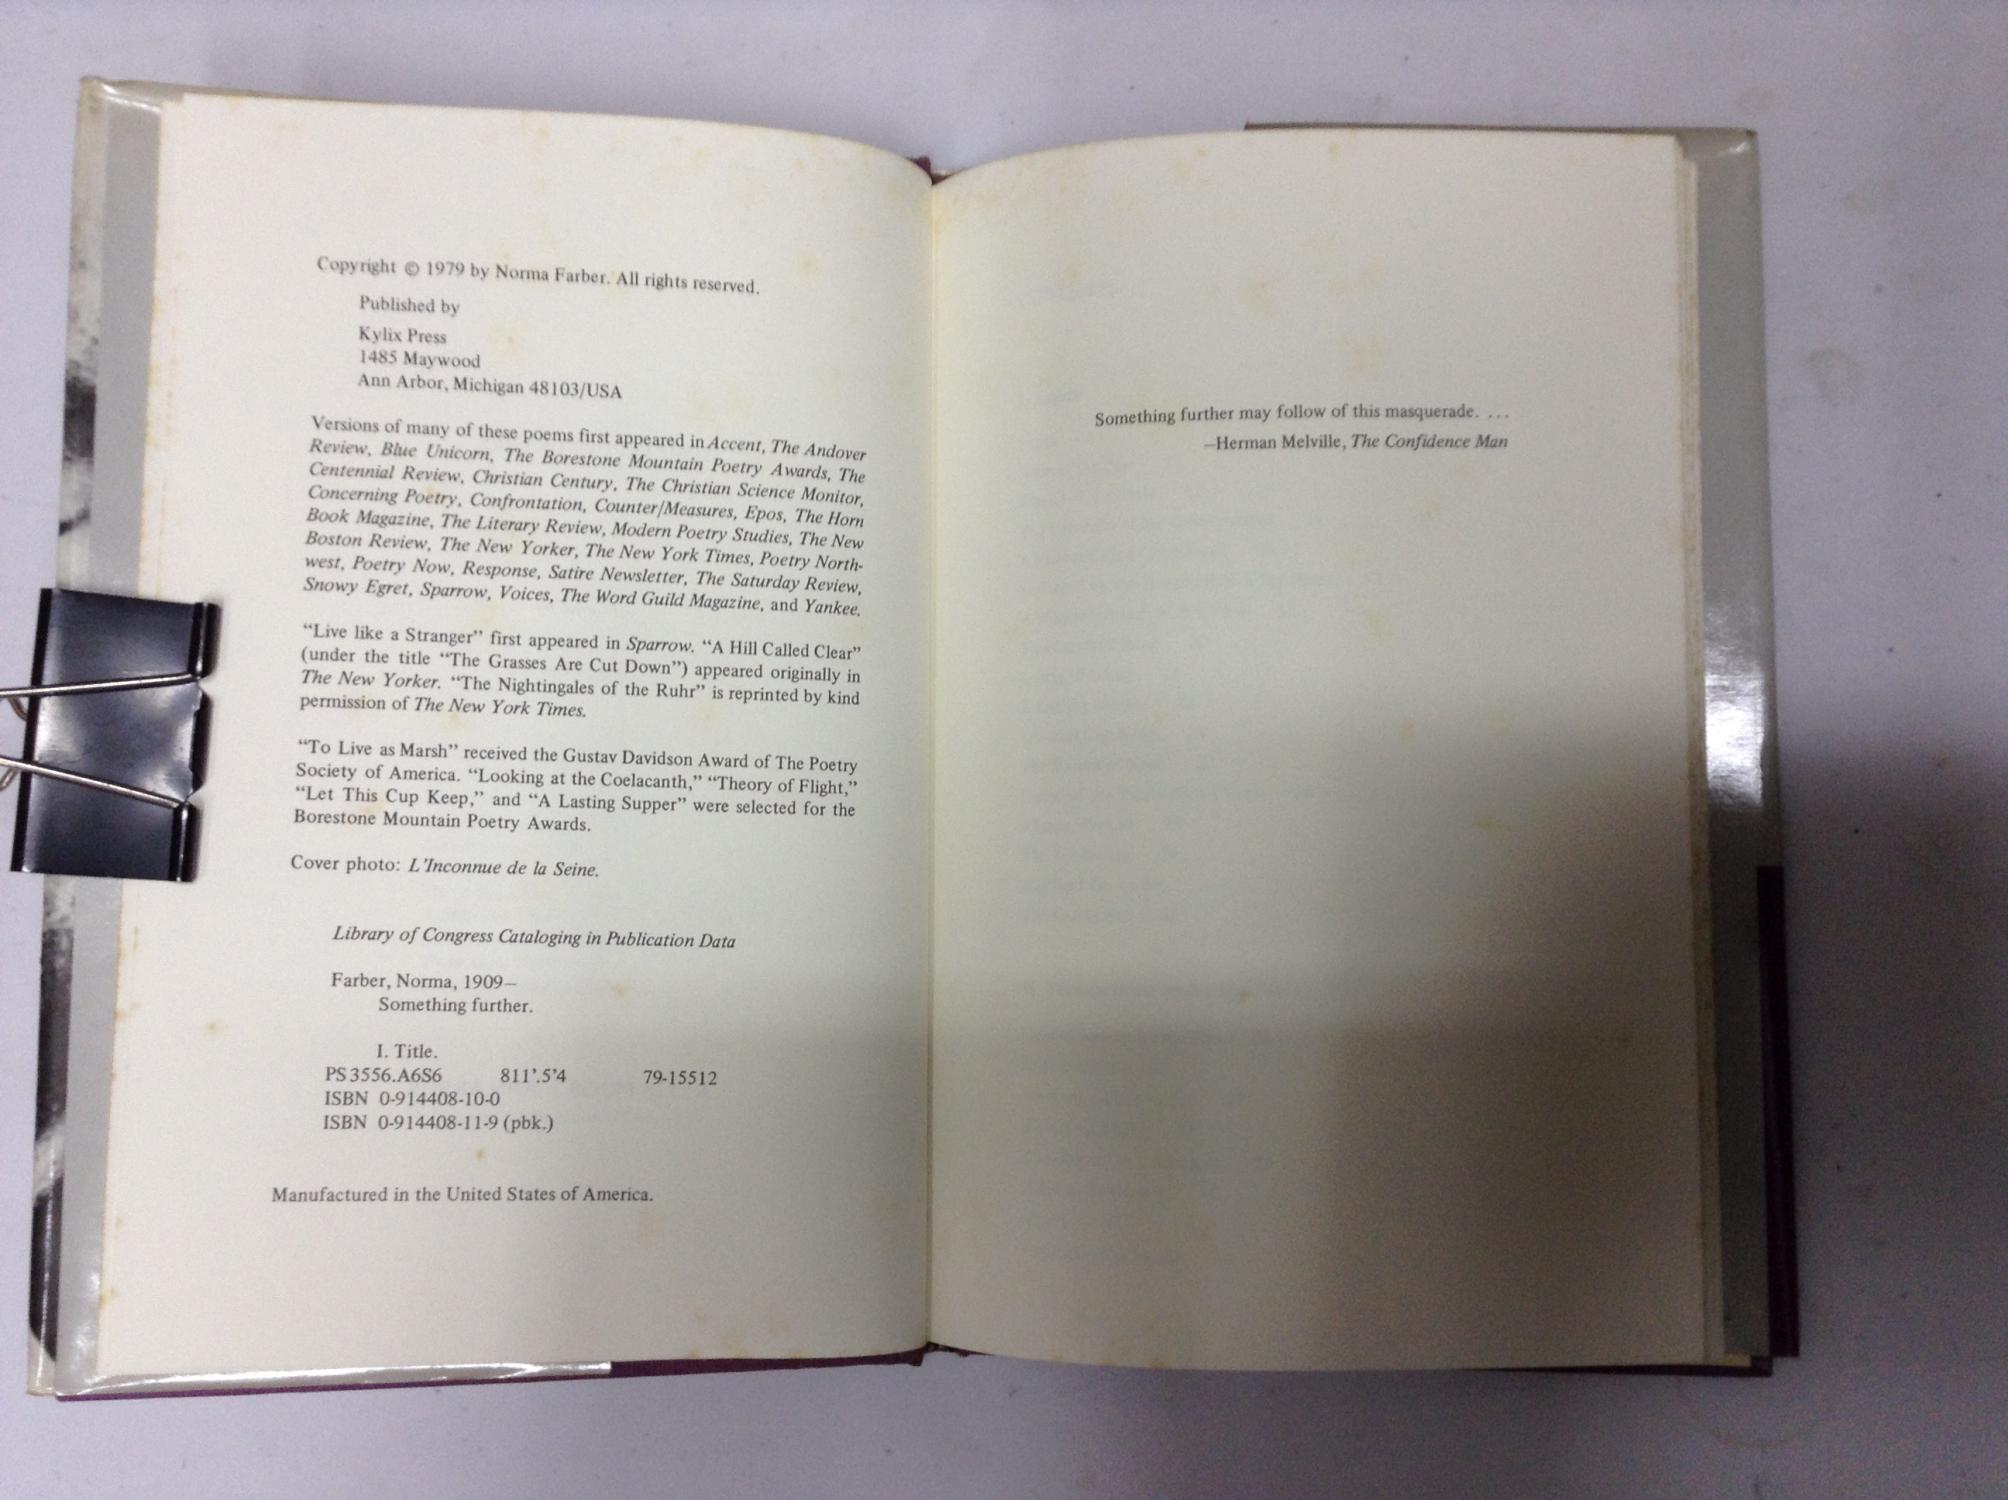 Copyright © 1979 by Norma Farber. All rights reserved.
Published by
Kylix Press
1485 Maywood
Ann Arbor, Michigan 48103/USA
Versions of many of these poems first appeared in Accent, The Andover
Review, Blue Unicorn, The Borestone Mountain Poetry Awards, The
Centennial Review, Christian Century, The Christian Science Monitor,
Concerning Poetry, Confrontation, Counter/Measures, Epos, The Horn
Book Magazine, The Literary Review, Modern Poetry Studies, The New
Boston Review, The New Yorker, The New York Times, Poetry North-
west, Poetry Now, Response, Satire Newsletter, The Saturday Review,
Snowy Egret, Sparrow, Voices, The Word Guild Magazine, and Yankee.
“Live like a Stranger” first appeared in Sparrow. “A Hill Called Clear”
(under the title “The Grasses Are Cut Down”) appeared originally in
The New Yorker. “The Nightingales of the Ruhr” is reprinted by kind
permission of The New York Times.
“To Live as Marsh” received the Gustav Davidson Award of The Poetry
Society of America. “Looking at the Coelacanth,” “Theory of Flight,”
“Let This Cup Keep,” and “A Lasting Supper” were selected for the
Borestone Mountain Poetry Awards.
Cover photo: L’Inconnue de la Seine.
Library of Congress Cataloging in Publication Data
Farber, Norma, 1909–
Something further.
I. Title.
PS3556.A6S6 811’.5’4 79-15512
ISBN 0-914408-10-0
ISBN 0-914408-11-9 (pbk.)
Manufactured in the United States of America.
Something further may follow of this masquerade. ...
–Herman Melville, The Confidence Man